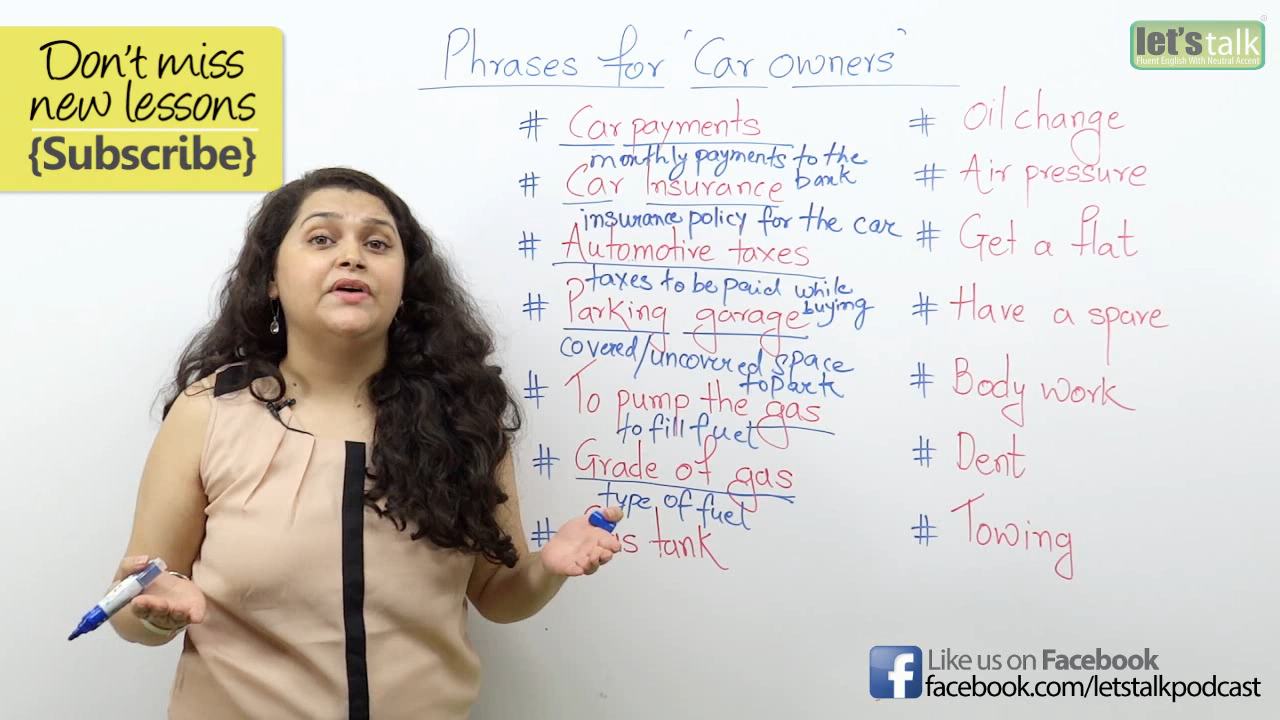 Don't miss
new lessons
{Subscribe}
let's talk
Fluent English With Neutral Accent
®
Phrases for 'Car owners'
# Car payments
monthly payments to the
bank
# Car Insurance
insurance policy for the car
# Automotive taxes
taxes to be paid while
buying
# Parking garage
covered/uncovered space
to park
# To pump the gas
to fill fuel
# Grade of gas
type of fuel
# tank
# Oil change
# Air pressure
# Get a flat
# Have a spare
# Body work
# Dent
# Towing
f Like us on Facebook
facebook.com/letstalkpodcast